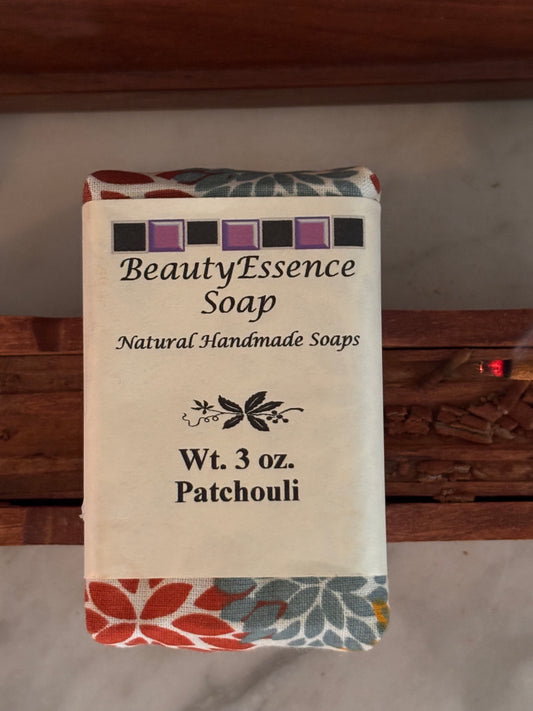 BeautyEssence
Soap
Natural Handmade Soaps
Wt. 3 oz.
Patchouli